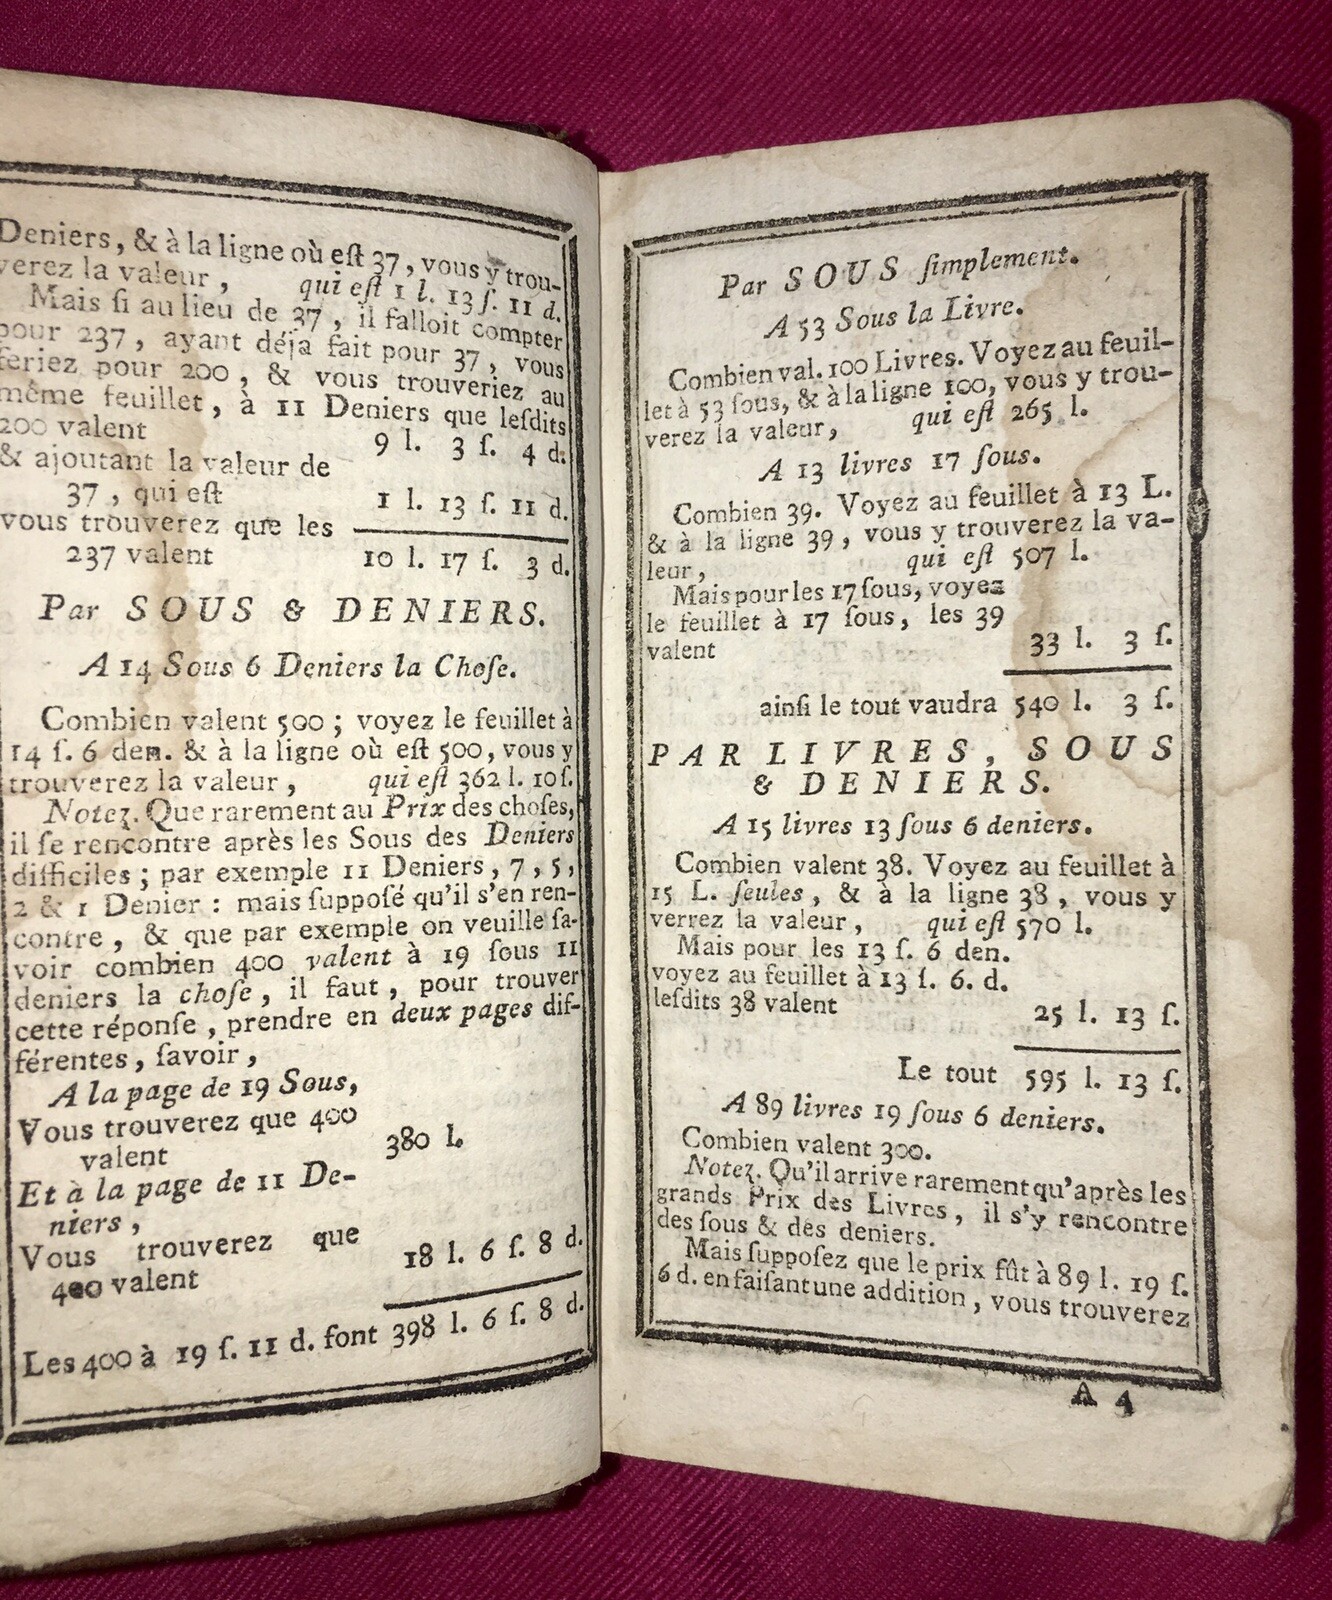 Deniers, & à la ligne où eſt 37, vous y trou-
verez la valeur, qui eſt 1 l. 13 ſ. 11 d.
Mais ſi au lieu de 37, il falloit compter
pour 237, ayant déja fait pour 37, vous
feriez pour 200, & vous trouveriez au
même feuillet, à 11 Deniers que leſdits
200 valent 9 l. 3 ſ. 4 d.
& ajoutant la valeur de
37, qui eſt 1 l. 13 ſ. 11 d.
vous trouverez que les
237 valent 10 l. 17 ſ. 3 d.
Par SOUS & DENIERS.
A 14 Sous 6 Deniers la Choſe.
Combien valent 500; voyez le feuillet à
14 ſ. 6 den. & à la ligne où eſt 500, vous y
trouverez la valeur, qui eſt 362 l. 10 ſ.
Notez. Que rarement au Prix des choſes,
il ſe rencontre après les Sous des Deniers
difficiles; par exemple 11 Deniers, 7, 5,
2 & 1 Denier: mais ſuppoſé qu'il s'en ren-
contre, & que par exemple on veuille ſa-
voir combien 400 valent à 19 ſous 11
deniers la choſe, il faut, pour trouver
cette réponſe, prendre en deux pages dif-
férentes, ſavoir,
A la page de 19 Sous,
Vous trouverez que 400
valent 380 l.
Et à la page de 11 De-
niers,
Vous trouverez que
400 valent 18 l. 6 ſ. 8 d.
Les 400 à 19 ſ. 11 d. font 398 l. 6 ſ. 8 d.
Par SOUS ſimplement.
A 53 Sous la Livre.
Combien val. 100 Livres. Voyez au feuil-
let à 53 ſous, & à la ligne 100, vous y trou-
verez la valeur, qui eſt 265 l.
A 13 livres 17 ſous.
Combien 39. Voyez au feuillet à 13 L.
& à la ligne 39, vous y trouverez la va-
leur, qui eſt 507 l.
Mais pour les 17 ſous, voyez
le feuillet à 17 ſous, les 39
valent 33 l. 3 ſ.
ainſi le tout vaudra 540 l. 3 ſ.
PAR LIVRES, SOUS
& DENIERS.
A 15 livres 13 ſous 6 deniers.
Combien valent 38. Voyez au feuillet à
15 L. ſeules, & à la ligne 38, vous y
verrez la valeur, qui eſt 570 l.
Mais pour les 13 ſ. 6 den.
voyez au feuillet à 13 ſ. 6. d.
leſdits 38 valent 25 l. 13 ſ.
Le tout 595 l. 13 ſ.
A 89 livres 19 ſous 6 deniers.
Combien valent 300.
Notez. Qu'il arrive rarement qu'après les
grands Prix des Livres, il s'y rencontre
des ſous & des deniers.
Mais ſuppoſez que le prix fût à 89 l. 19 ſ.
6 d. en faiſant une addition, vous trouverez
A 4